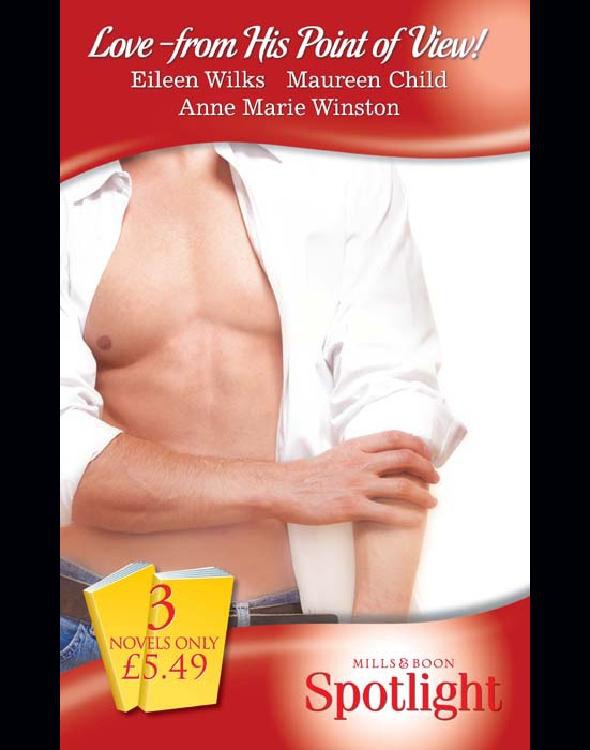 Love – from His Point of View!
Eileen Wilks   Maureen Child
Anne Marie Winston
3
NOVELS ONLY
£5.49
MILLS & BOON
Spotlight